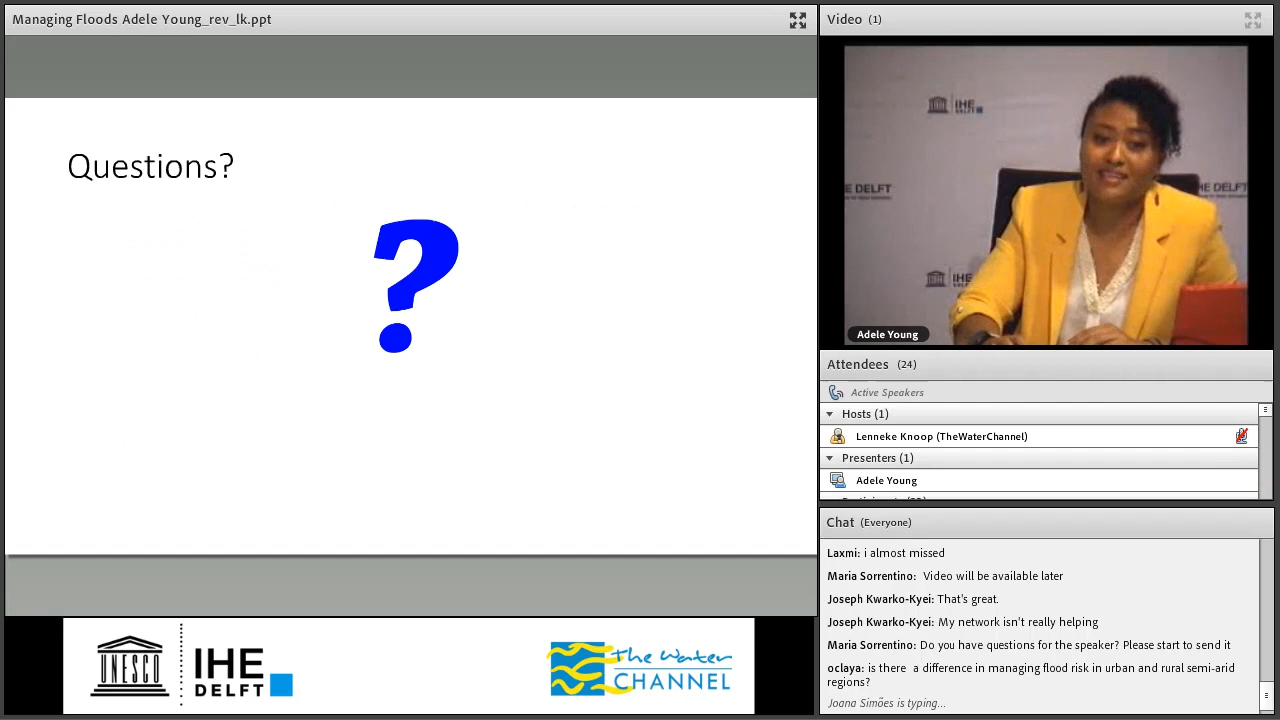 Managing Floods Adele Young_rev_lk.ppt
Questions?
?
UNESCO
IHE
DELFT
The Water
CHANNEL
Video (1)
IHE
E DELFT
HE DELFT
IHE
Adele Young
Attendees (24)
Active Speakers
Hosts (1)
Lenneke Knoop (TheWaterChannel)
Presenters (1)
Adele Young
Chat (Everyone)
Laxmi: i almost missed
Maria Sorrentino: Video will be available later
Joseph Kwarko-Kyei: That's great.
Joseph Kwarko-Kyei: My network isn't really helping
Maria Sorrentino: Do you have questions for the speaker? Please start to send it
oclaya: is there a difference in managing flood risk in urban and rural semi-arid
regions?
Joana Simões is typing...